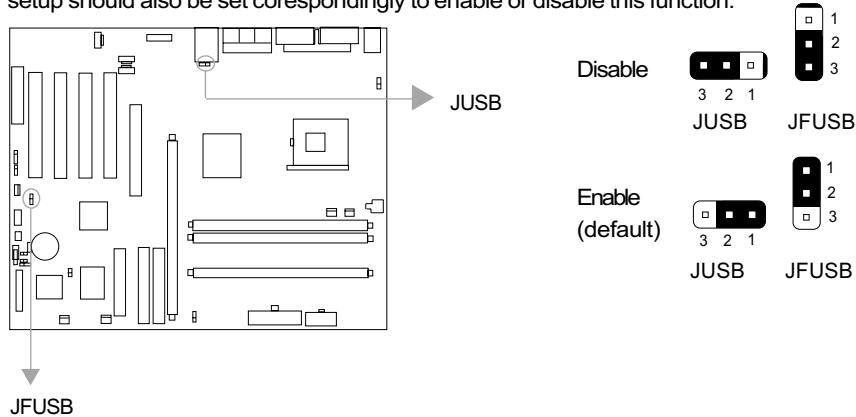 setup should also be set corespondingly to enable or disable this function.
1
2
3
Disable
3 2 1
JUSB
JUSB JFUSB
1
2
3
Enable
(default)
3 2 1
JUSB JFUSB
JFUSB